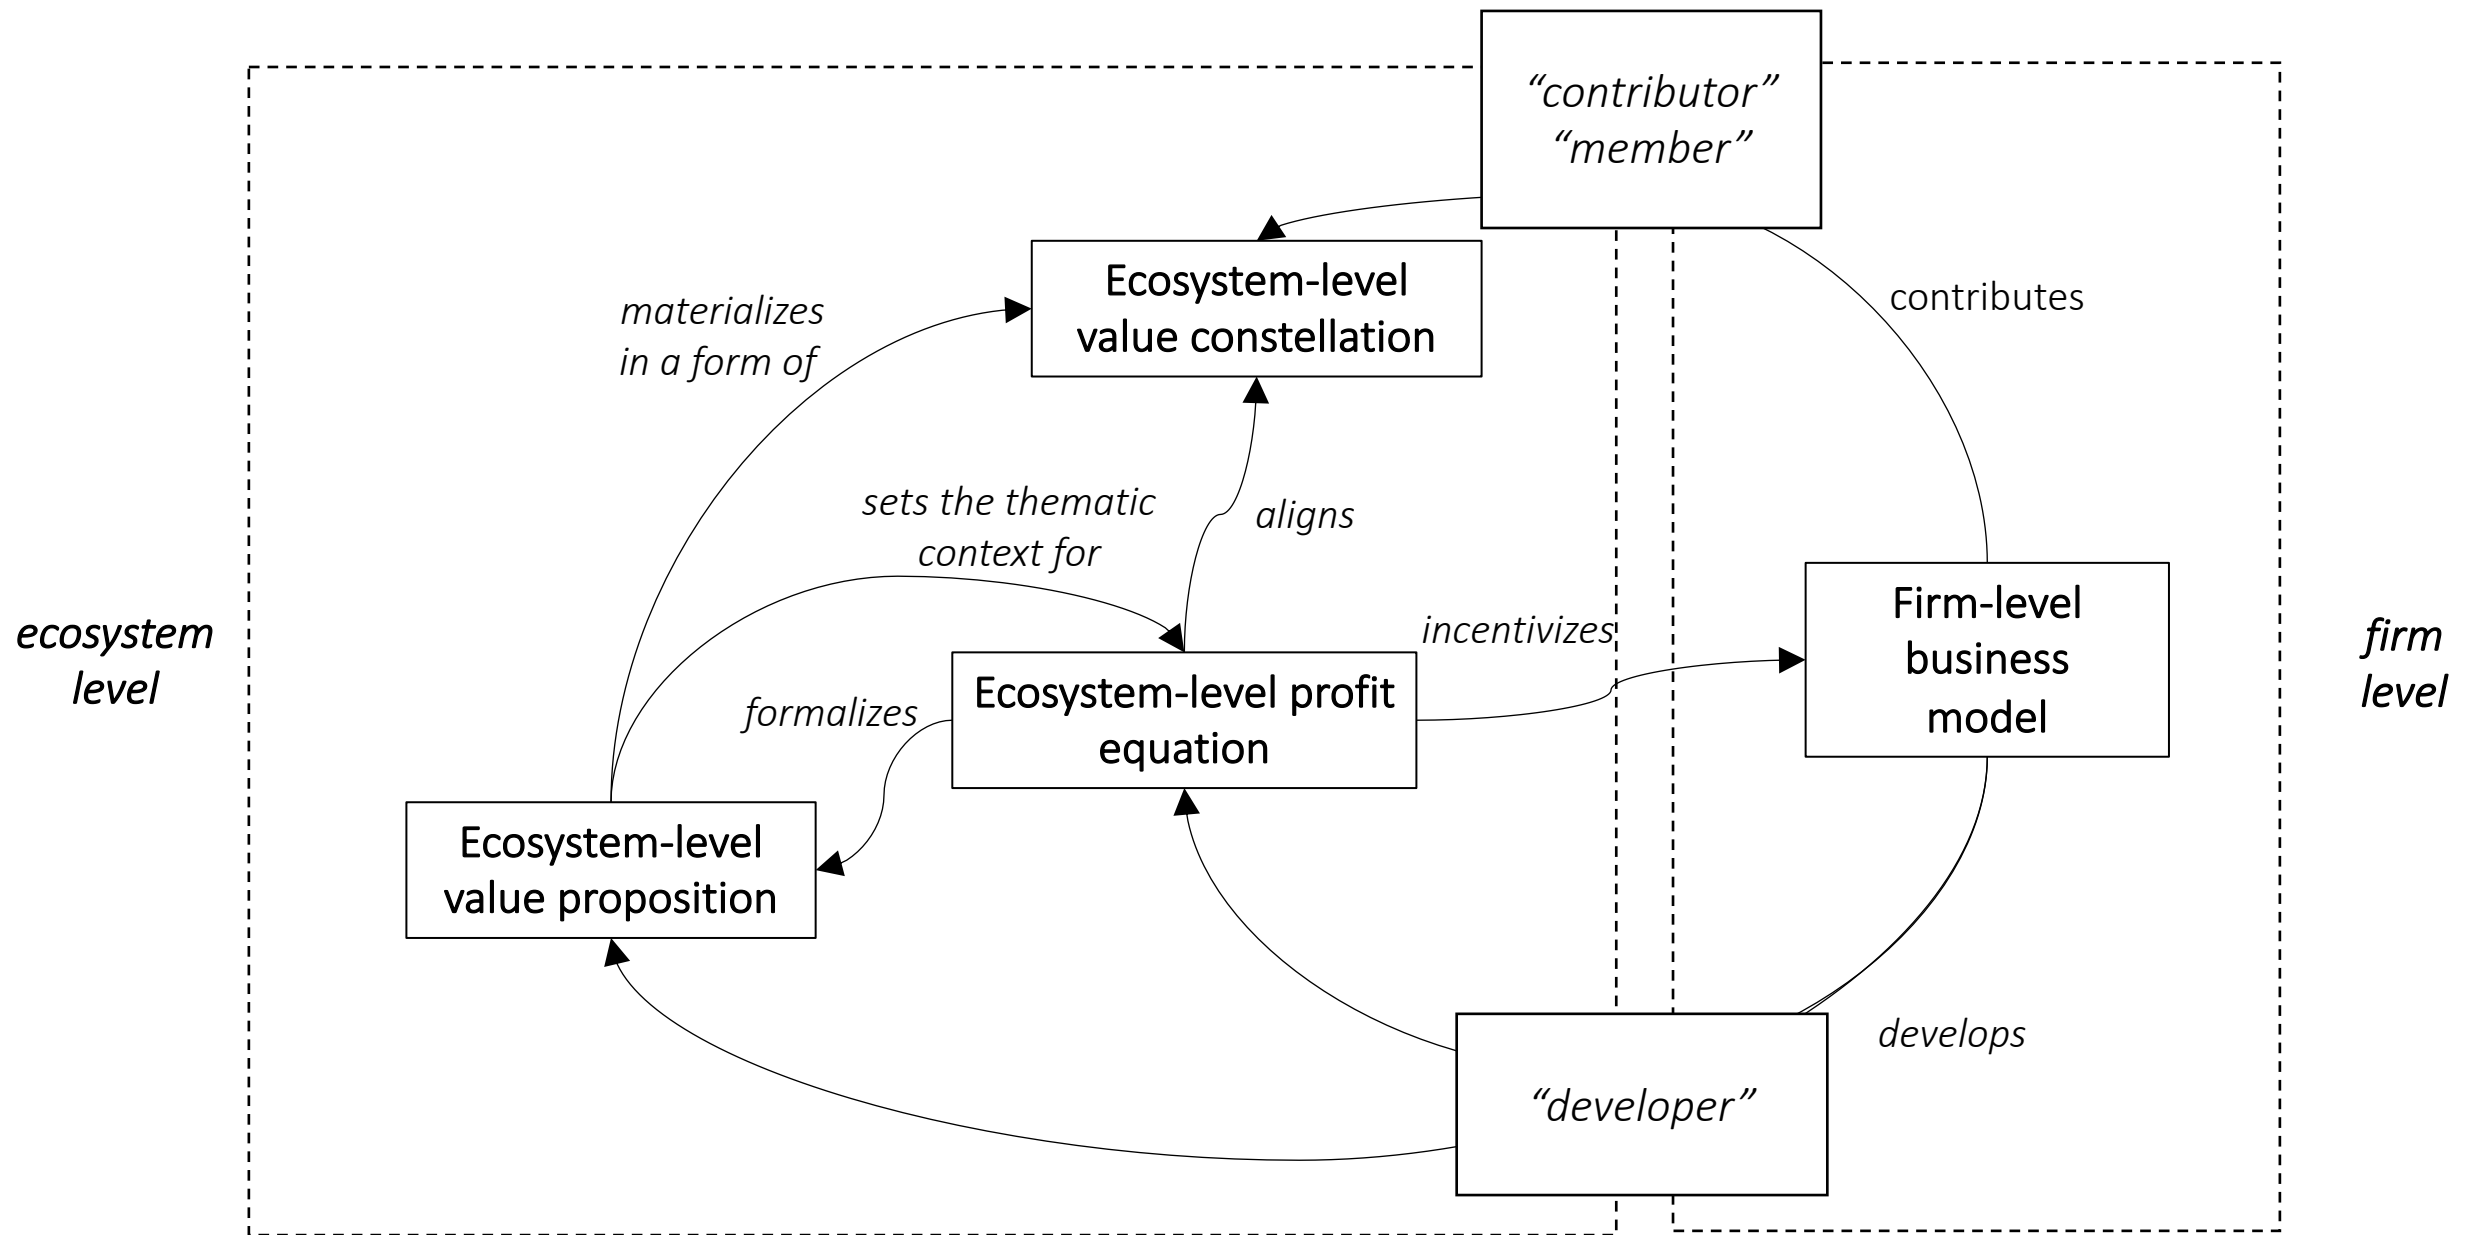 “contributor”
“member”
Ecosystem-level
value constellation
materializes
in a form of
contributes
sets the thematic
context for
aligns
ecosystem
level
incentivizes
Firm-level
business
model
firm
level
formalizes
Ecosystem-level profit
equation
Ecosystem-level
value proposition
develops
“developer”